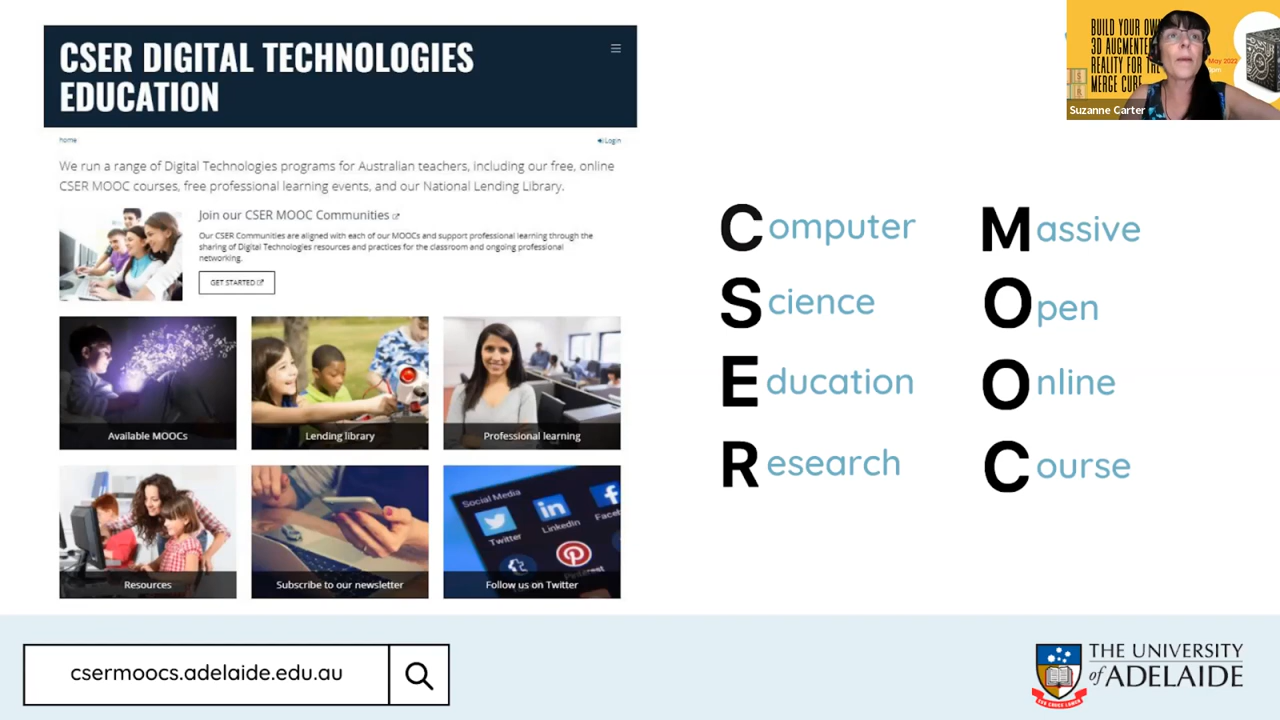 CSER DIGITAL TECHNOLOGIES
EDUCATION
home
Login
We run a range of Digital Technologies programs for Australian teachers, including our free, online
CSER MOOC courses, free professional learning events, and our National Lending Library.
Join our CSER MOOC Communities
Our CSER Communities are aligned with each of our MOOCs and support professional learning through the
sharing of Digital Technologies resources and practices for the classroom and ongoing professional
networking.
GET STARTED
Available MOOCs
Lending library
Professional learning
Social Media
Twitter
LinkedIn
Resources
Subscribe to our newsletter
Follow us on Twitter
Computer
Science
Education
Research
Massive
Open
Online
Course
BUILD YOUR OWN
3D AUGMENTED
REALITY FOR THE
MERGE CUBE
May 2022
Suzanne Carter
csermoocs.adelaide.edu.au
THE UNIVERSITY
of ADELAIDE